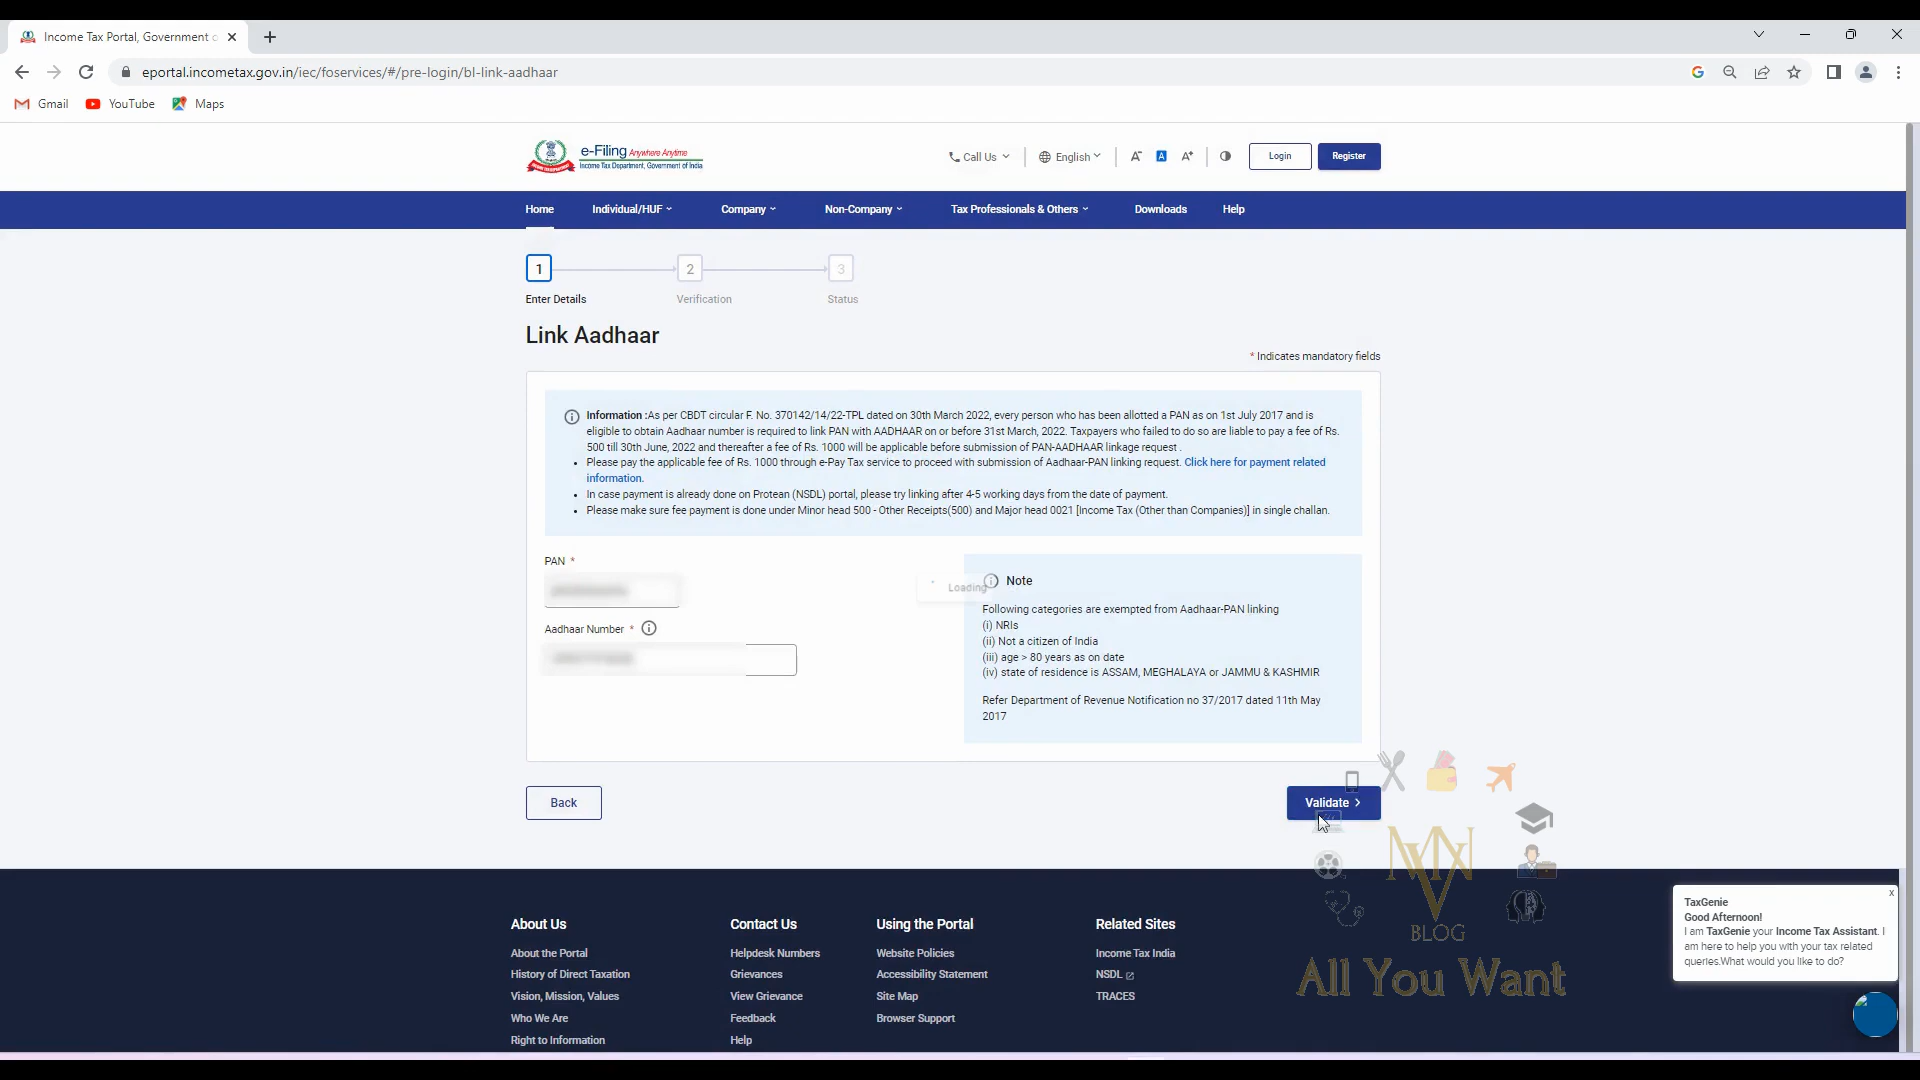 Income Tax Portal, Government
eportal.incometax.gov.in/iec/foservices/#/pre-login/bl-link-aadhaar
Gmail
YouTube
Maps
e-Filing Anywhere Anytime
Income Tax Department, Government of India
Call Us
English
A-
A
A+
Login
Register
Home
Individual/HUF
Company
Non-Company
Tax Professionals & Others
Downloads
Help
1
2
3
Enter Details
Verification
Status
Link Aadhaar
* Indicates mandatory fields
Information :As per CBDT circular F. No. 370142/14/22-TPL dated on 30th March 2022, every person who has been allotted a PAN as on 1st July 2017 and is
eligible to obtain Aadhaar number is required to link PAN with AADHAAR on or before 31st March, 2022. Taxpayers who failed to do so are liable to pay a fee of Rs.
500 till 30th June, 2022 and thereafter a fee of Rs. 1000 will be applicable before submission of PAN-AADHAAR linkage request .
• Please pay the applicable fee of Rs. 1000 through e-Pay Tax service to proceed with submission of Aadhaar-PAN linking request. Click here for payment related
information.
• In case payment is already done on Protean (NSDL) portal, please try linking after 4-5 working days from the date of payment.
• Please make sure fee payment is done under Minor head 500 - Other Receipts(500) and Major head 0021 [Income Tax (Other than Companies)] in single challan.
PAN *
Aadhaar Number *
Loading
Note
Following categories are exempted from Aadhaar-PAN linking
(i) NRIs
(ii) Not a citizen of India
(iii) age > 80 years as on date
(iv) state of residence is ASSAM, MEGHALAYA or JAMMU & KASHMIR
Refer Department of Revenue Notification no 37/2017 dated 11th May
2017
Back
Validate >
BLOG
All You Want
About Us
About the Portal
History of Direct Taxation
Vision, Mission, Values
Who We Are
Right to Information
Contact Us
Helpdesk Numbers
Grievances
View Grievance
Feedback
Help
Using the Portal
Website Policies
Accessibility Statement
Site Map
Browser Support
Related Sites
Income Tax India
NSDL
TRACES
x
TaxGenie
Good Afternoon!
I am TaxGenie your Income Tax Assistant. I
am here to help you with your tax related
queries.What would you like to do?